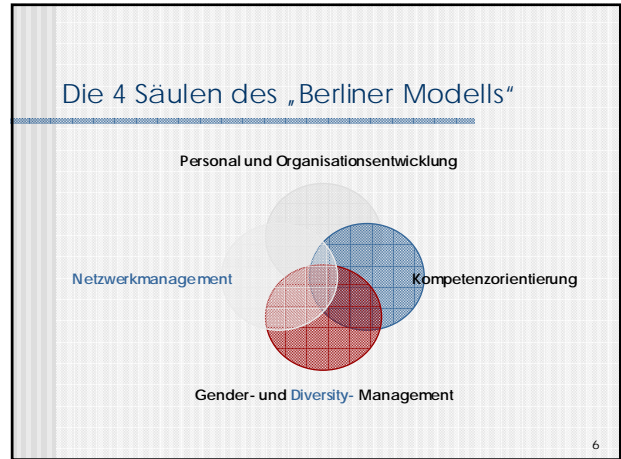 Die 4 Säulen des „Berliner Modells“
Personal und Organisationsentwicklung
Netzwerkmanagement
Kompetenzorientierung
Gender- und Diversity- Management
6